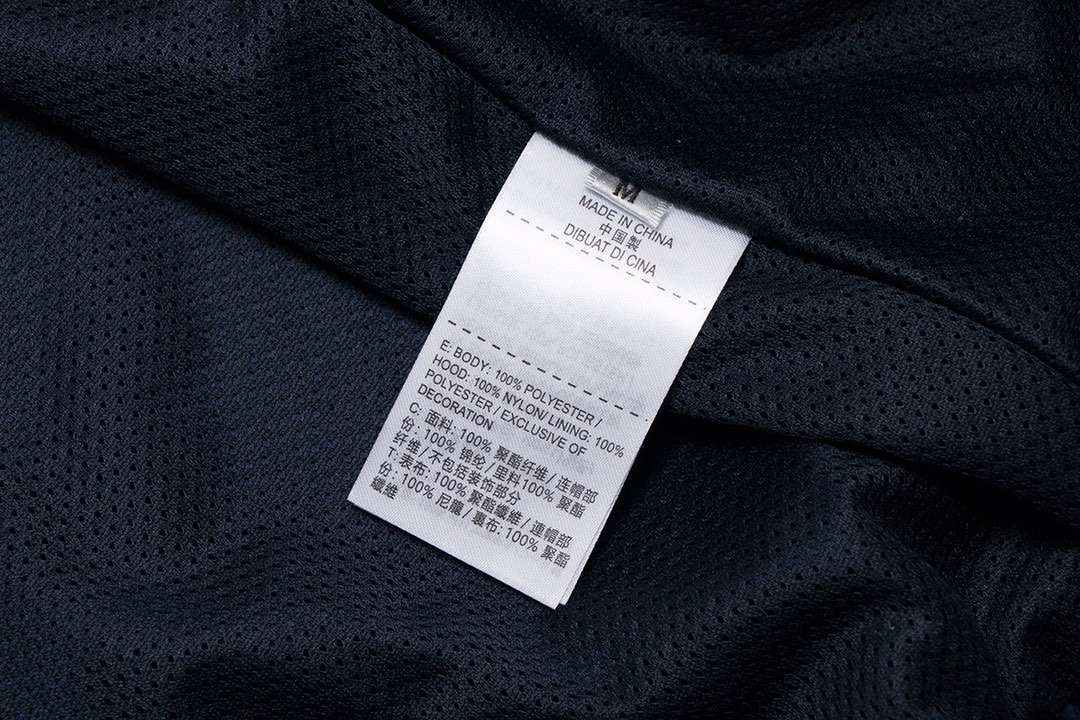 M
MADE IN CHINA
中国製
DIBUAT DI CINA
E: BODY: 100% POLYESTER /
HOOD: 100% NYLON/ LINING: 100%
POLYESTER / EXCLUSIVE OF
DECORATION
C: 面料: 100% 聚酯纤维 / 连帽部
份: 100% 锦纶 / 里料100% 聚酯
纤维 / 不包括装饰部分
T: 表布: 100% 聚酯纖維 / 連帽部
份: 100% 尼龍 / 裏布: 100% 聚酯
纖維